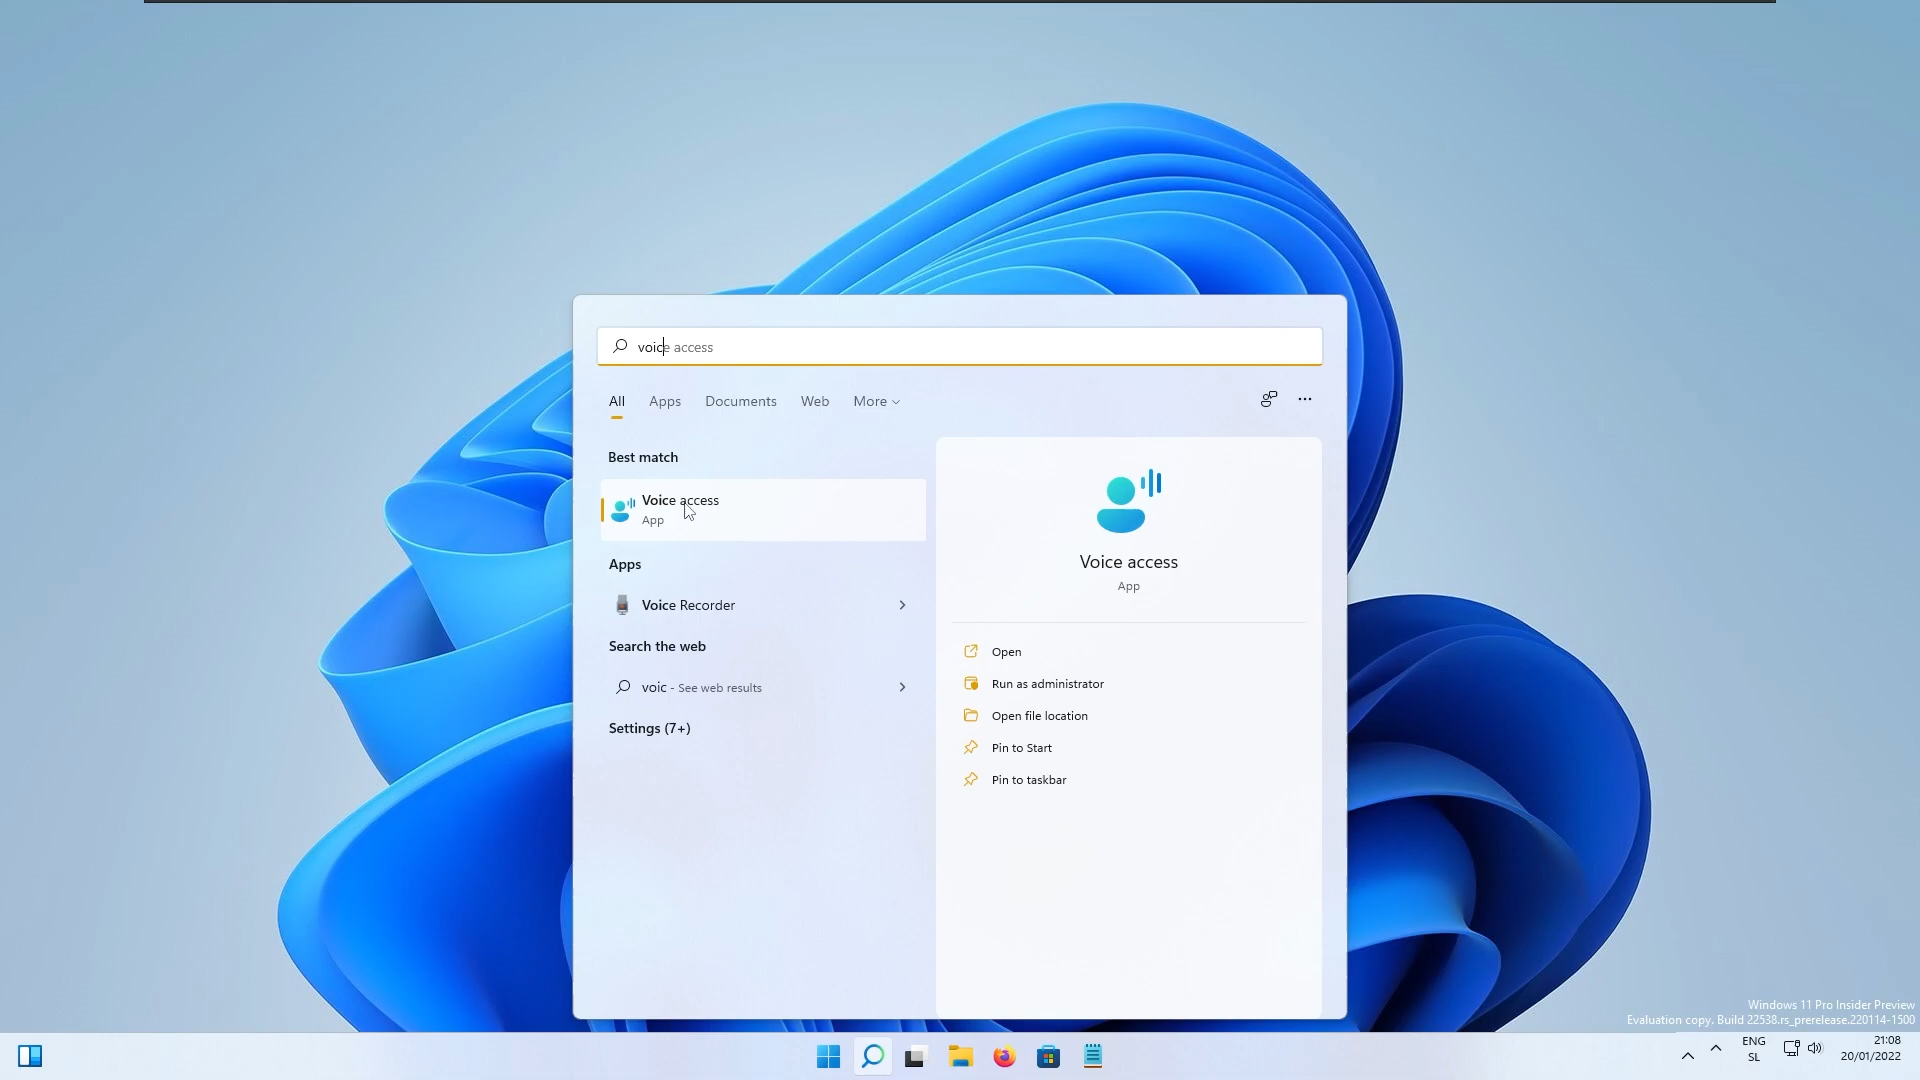 voice access
All Apps Documents Web More
Best match
Voice access
App
Apps
Voice Recorder
Search the web
voic - See web results
Settings (7+)
Voice access
App
Open
Run as administrator
Open file location
Pin to Start
Pin to taskbar
Windows 11 Pro Insider Preview
Evaluation copy. Build 22538.rs_prerelease.220114-1500
ENG
SL
21:08
20/01/2022